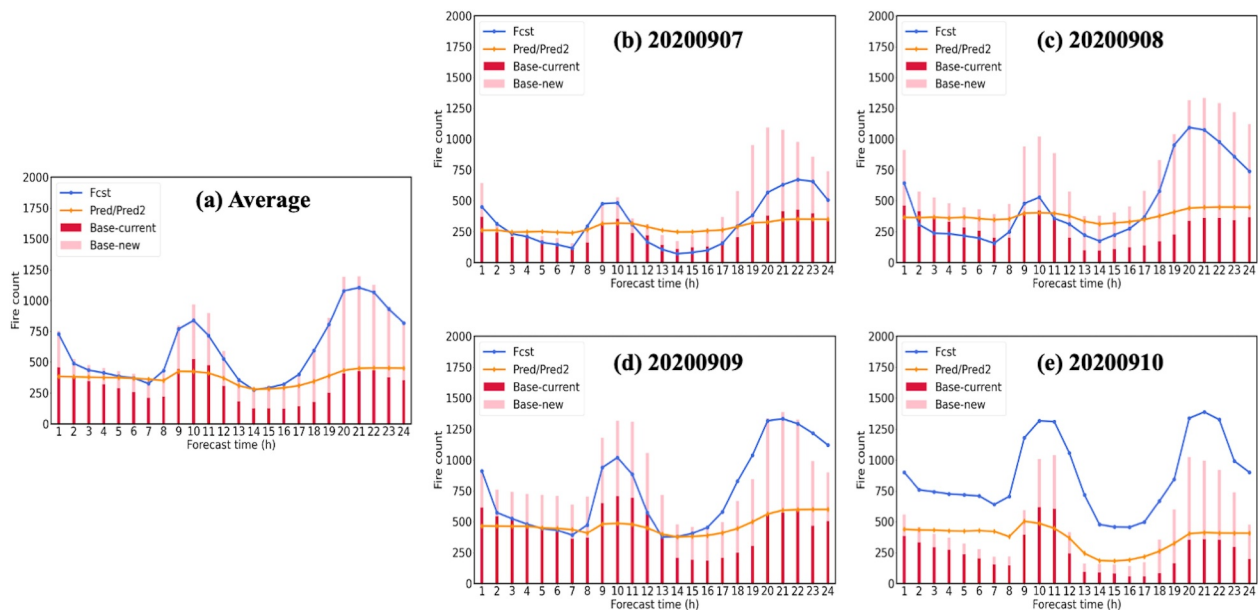 (a) Average
Fcst
Pred/Pred2
Base-current
Base-new
Fire count
2000
1750
1500
1250
1000
750
500
250
0
1 2 3 4 5 6 7 8 9 10 11 12 13 14 15 16 17 18 19 20 21 22 23 24
Forecast time (h)
(b) 20200907
Fcst
Pred/Pred2
Base-current
Base-new
Fire count
2000
1750
1500
1250
1000
750
500
250
0
1 2 3 4 5 6 7 8 9 10 11 12 13 14 15 16 17 18 19 20 21 22 23 24
Forecast time (h)
(c) 20200908
Fcst
Pred/Pred2
Base-current
Base-new
Fire count
2000
1750
1500
1250
1000
750
500
250
0
1 2 3 4 5 6 7 8 9 10 11 12 13 14 15 16 17 18 19 20 21 22 23 24
Forecast time (h)
(d) 20200909
Fcst
Pred/Pred2
Base-current
Base-new
Fire count
2000
1750
1500
1250
1000
750
500
250
0
1 2 3 4 5 6 7 8 9 10 11 12 13 14 15 16 17 18 19 20 21 22 23 24
Forecast time (h)
(e) 20200910
Fcst
Pred/Pred2
Base-current
Base-new
Fire count
2000
1750
1500
1250
1000
750
500
250
0
1 2 3 4 5 6 7 8 9 10 11 12 13 14 15 16 17 18 19 20 21 22 23 24
Forecast time (h)